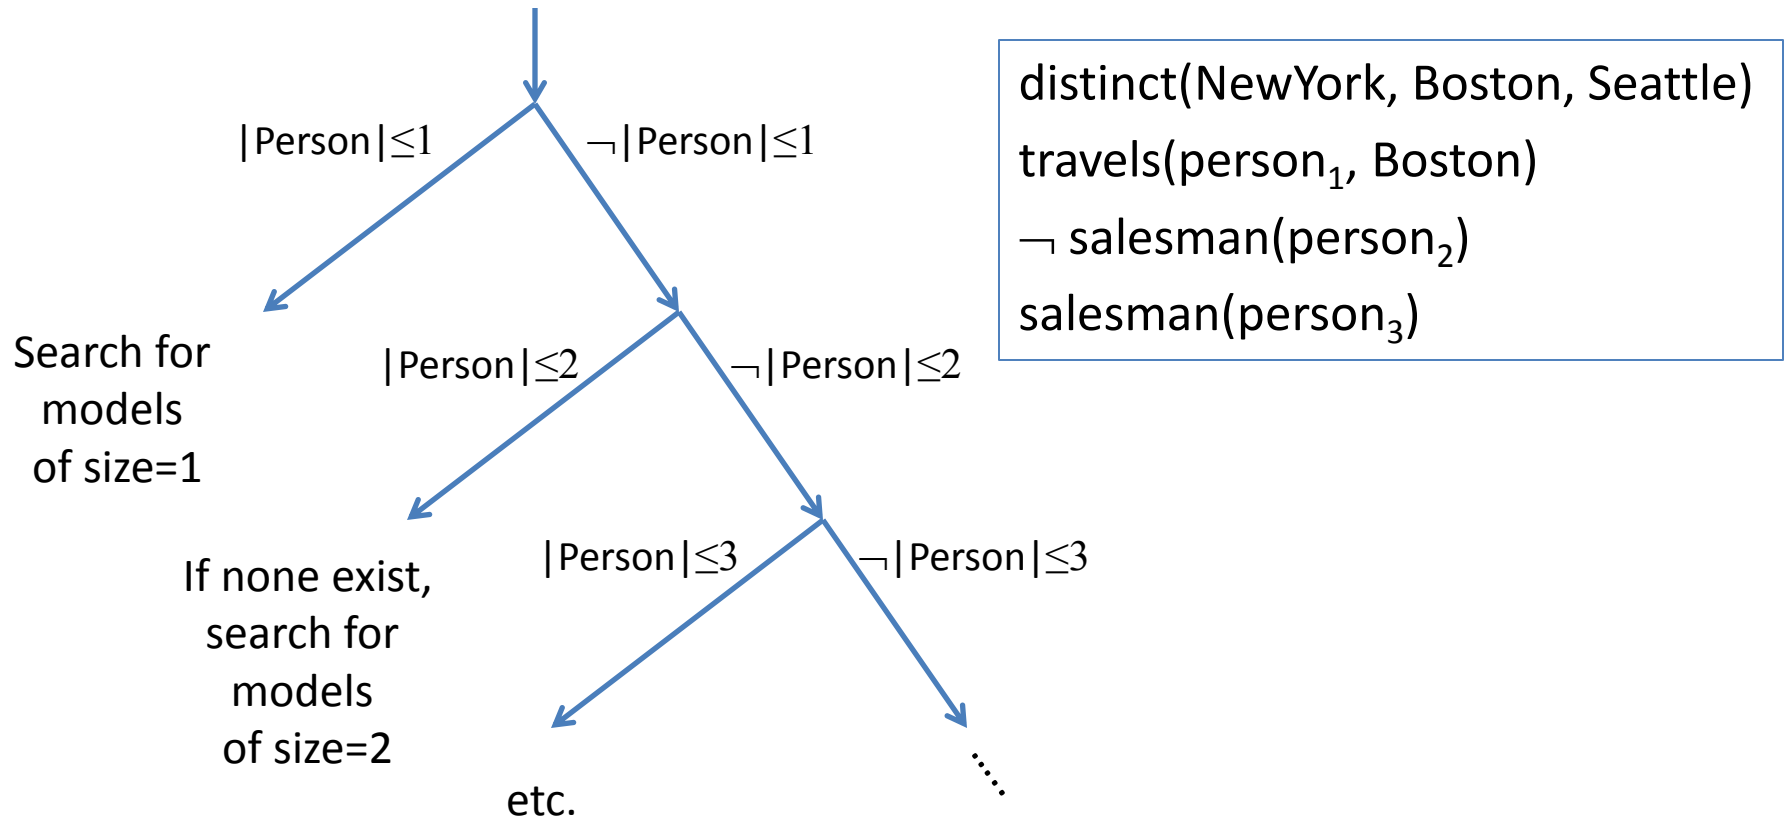 |Person|≤1
¬|Person|≤1
distinct(NewYork, Boston, Seattle)
travels(person₁, Boston)
¬ salesman(person₂)
salesman(person₃)
Search for
models
of size=1
|Person|≤2
¬|Person|≤2
If none exist,
search for
models
of size=2
|Person|≤3
¬|Person|≤3
etc.
......